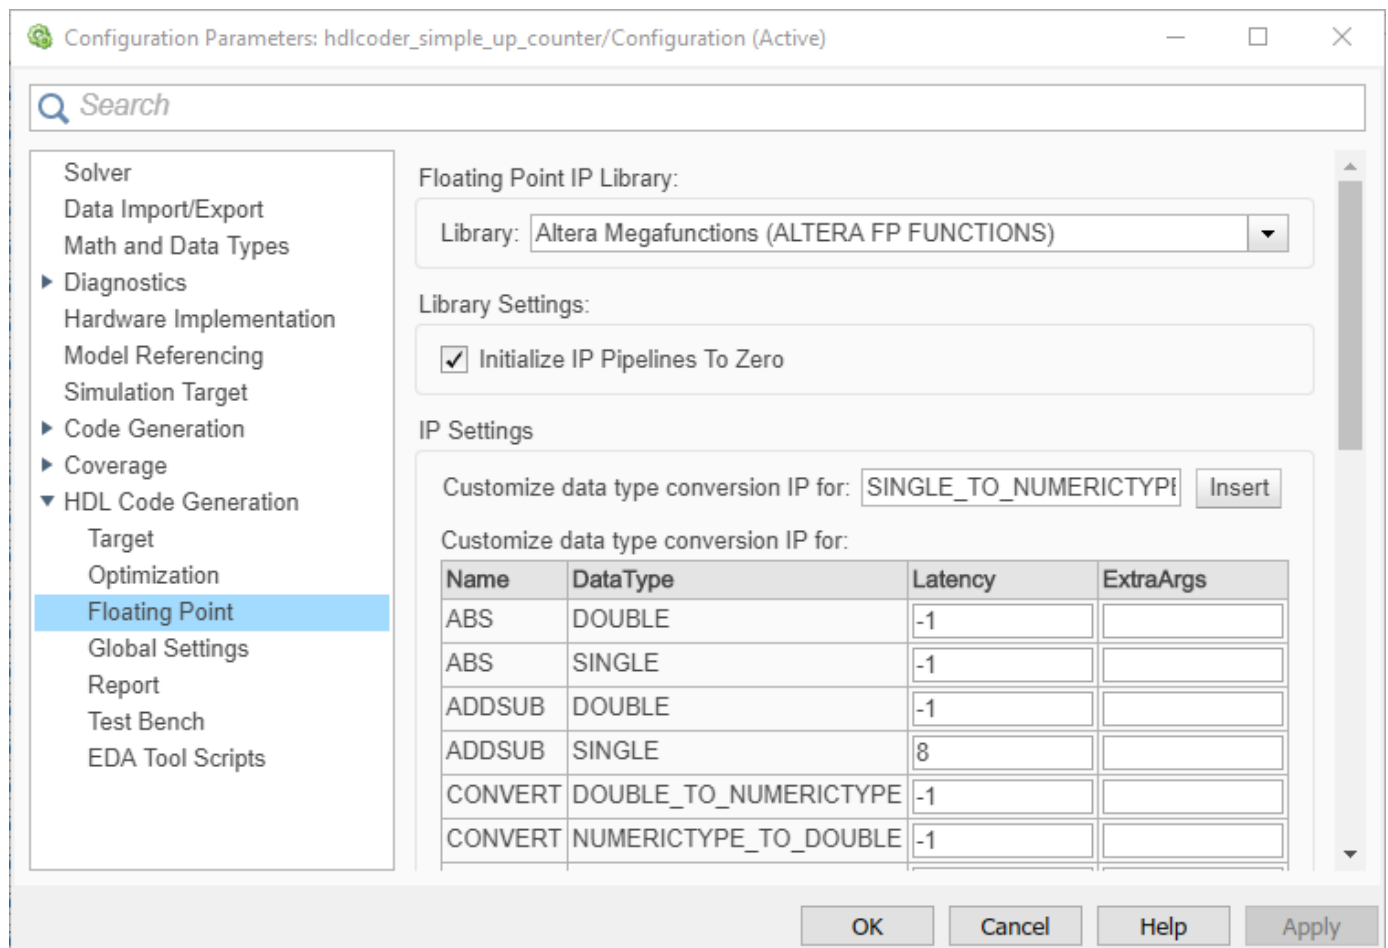 Configuration Parameters: hdlcoder_simple_up_counter/Configuration (Active)
Search
Solver
Data Import/Export
Math and Data Types
Diagnostics
Hardware Implementation
Model Referencing
Simulation Target
Code Generation
Coverage
HDL Code Generation
Target
Optimization
Floating Point
Global Settings
Report
Test Bench
EDA Tool Scripts
Floating Point IP Library:
Library: Altera Megafunctions (ALTERA FP FUNCTIONS)
Library Settings:
Initialize IP Pipelines To Zero
IP Settings
Customize data type conversion IP for: SINGLE_TO_NUMERICTYPE Insert
Customize data type conversion IP for:
Name DataType Latency ExtraArgs
ABS DOUBLE -1
ABS SINGLE -1
ADDSUB DOUBLE -1
ADDSUB SINGLE 8
CONVERT DOUBLE_TO_NUMERICTYPE -1
CONVERT NUMERICTYPE_TO_DOUBLE -1
OK Cancel Help Apply